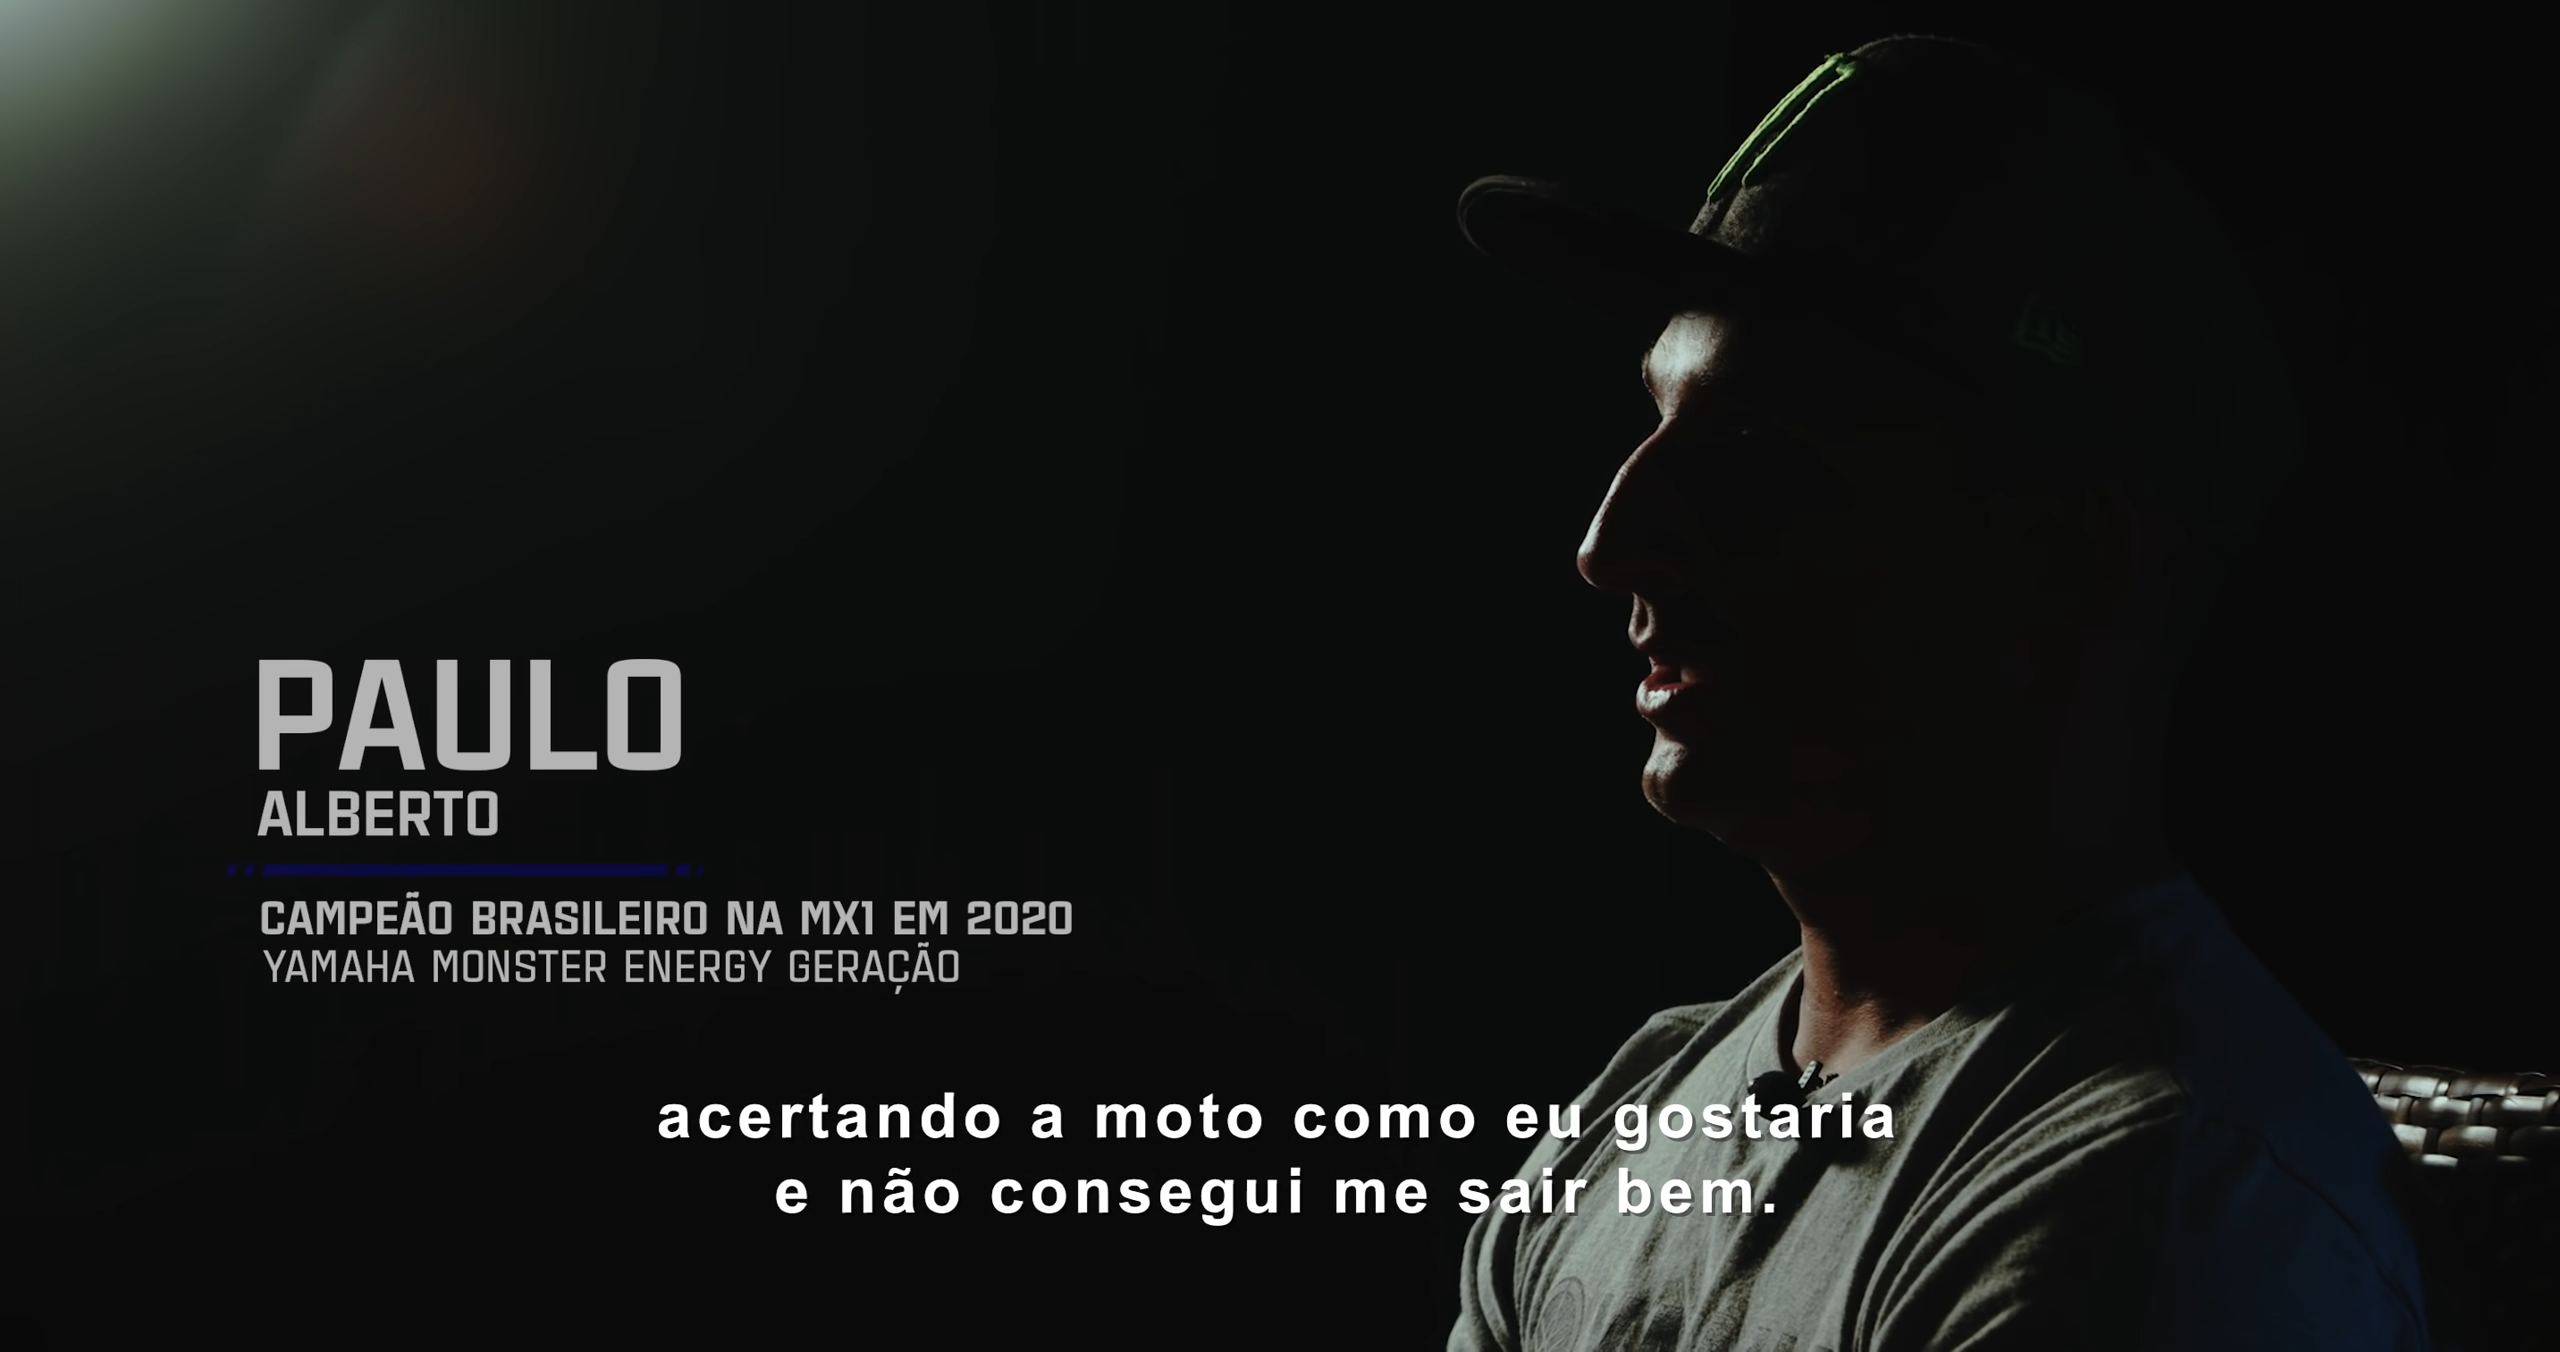 PAULO
ALBERTO
CAMPEÃO BRASILEIRO NA MX1 EM 2020
YAMAHA MONSTER ENERGY GERAÇÃO
acertando a moto como eu gostaria
e não consegui me sair bem.